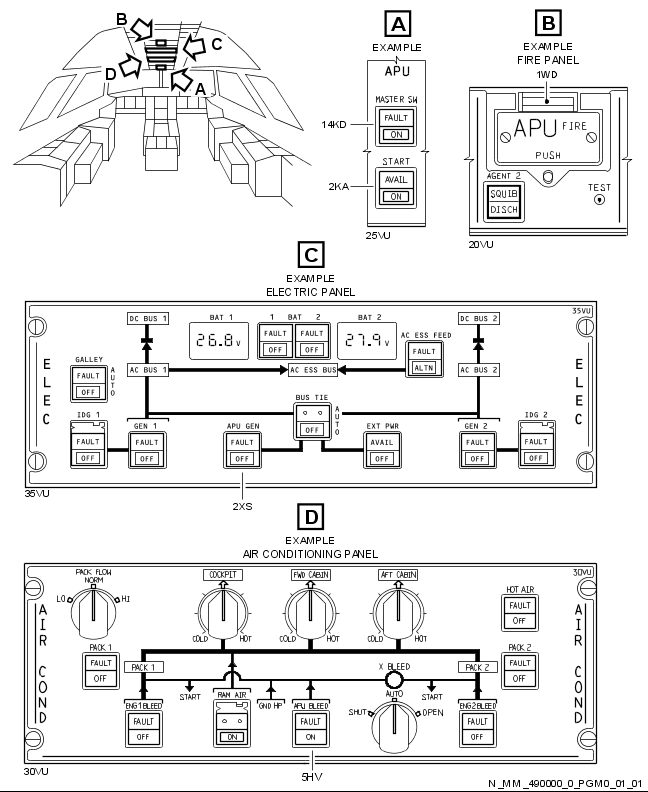 B
C
D
A
A
EXAMPLE
APU
MASTER SW
FAULT
ON
14KD
START
AVAIL
ON
2KA
25VU
B
EXAMPLE
FIRE PANEL
1WD
APU FIRE
PUSH
AGENT 2
SQUIB
DISCH
TEST
20VU
C
EXAMPLE
ELECTRIC PANEL
35VU
DC BUS 1
BAT 1
1 BAT 2
BAT 2
DC BUS 2
26.8V
FAULT
OFF
FAULT
OFF
27.9V
AC ESS FEED
FAULT
ALTN
ELEC
GALLEY
FAULT
OFF
AUTO
AC BUS 1
AC ESS BUS
AC BUS 2
ELEC
BUS TIE
OFF
AUTO
IDG 1
FAULT
OFF
GEN 1
FAULT
OFF
APU GEN
FAULT
OFF
EXT PWR
AVAIL
OFF
GEN 2
FAULT
OFF
IDG 2
FAULT
OFF
35VU
2XS
D
EXAMPLE
AIR CONDITIONING PANEL
30VU
PACK FLOW
NORM
LO
HI
COCKPIT
COLD
HOT
FWD CABIN
COLD
HOT
AFT CABIN
COLD
HOT
HOT AIR
FAULT
OFF
AIR COND
PACK 1
FAULT
OFF
PACK 1
X BLEED
PACK 2
PACK 2
FAULT
OFF
AIR COND
START
GND HP
START
ENG1BLEED
FAULT
OFF
RAM AIR
ON
APU BLEED
FAULT
ON
AUTO
SHUT
OPEN
ENG2BLEED
FAULT
OFF
30VU
5HV
N_MM_490000_0_PGM0_01_01